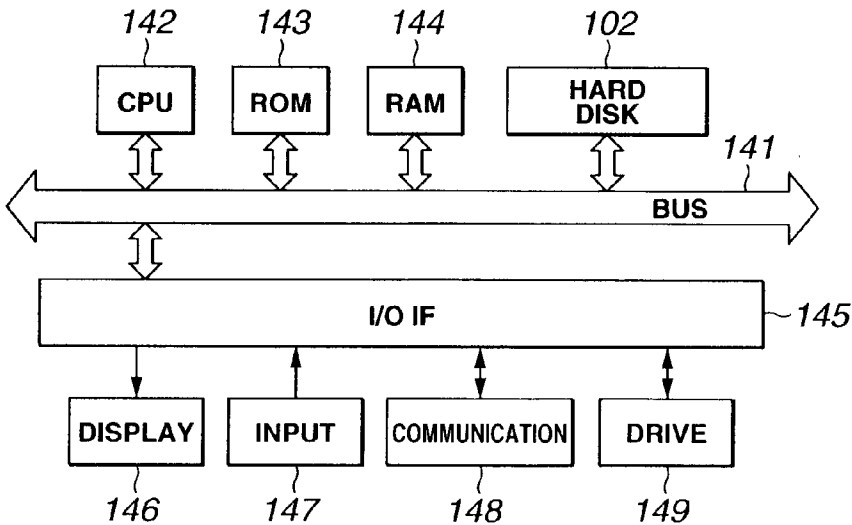 142 143 144 102
CPU ROM RAM HARD
DISK
141
BUS
I/O IF 145
DISPLAY INPUT COMMUNICATION DRIVE
146 147 148 149